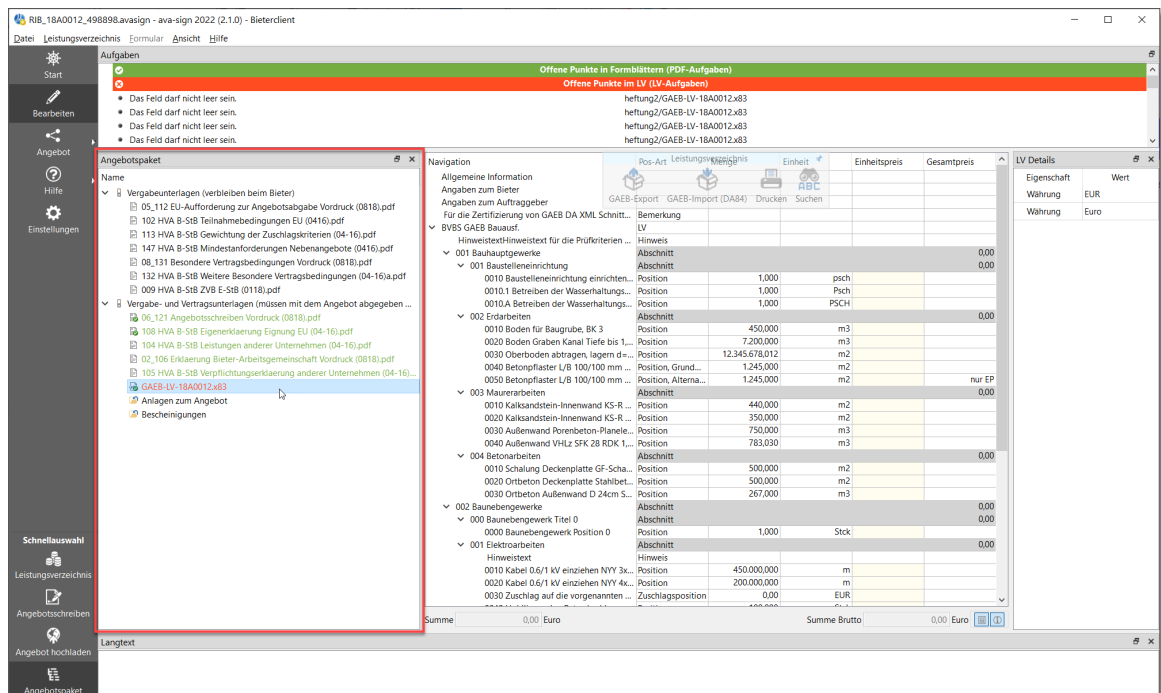 RIB_18A0012_498898.avasign - ava-sign 2022 (2.1.0) - Bieterclient
Datei Leistungsverzeichnis Formular Ansicht Hilfe
Start
Bearbeiten
Angebot
Hilfe
Einstellungen
Schnellauswahl
Leistungsverzeichnis
Angebotsschreiben
Angebot hochladen
Angebotspaket
Aufgaben
Offene Punkte in Formblättern (PDF-Aufgaben)
Offene Punkte im LV (LV-Aufgaben)
Das Feld darf nicht leer sein. heftung2/GAEB-LV-18A0012.x83
Das Feld darf nicht leer sein. heftung2/GAEB-LV-18A0012.x83
Das Feld darf nicht leer sein. heftung2/GAEB-LV-18A0012.x83
Das Feld darf nicht leer sein. heftung2/GAEB-LV-18A0012.x83
Angebotspaket
Name
Vergabeunterlagen (verbleiben beim Bieter)
05_112 EU-Aufforderung zur Angebotsabgabe Vordruck (0818).pdf
102 HVA B-StB Teilnahmebedingungen EU (0416).pdf
113 HVA B-StB Gewichtung der Zuschlagskriterien (04-16).pdf
147 HVA B-StB Mindestanforderungen Nebenangebote (0416).pdf
08_131 Besondere Vertragsbedingungen Vordruck (0818).pdf
132 HVA B-StB Weitere Besondere Vertragsbedingungen (04-16)a.pdf
009 HVA B-StB ZVB E-StB (0118).pdf
Vergabe- und Vertragsunterlagen (müssen mit dem Angebot abgegeben ...
06_121 Angebotsschreiben Vordruck (0818).pdf
108 HVA B-StB Eigenerklaerung Eignung EU (04-16).pdf
104 HVA B-StB Leistungen anderer Unternehmen (04-16).pdf
02_106 Erklaerung Bieter-Arbeitsgemeinschaft Vordruck (0818).pdf
105 HVA B-StB Verpflichtungserklaerung anderer Unternehmen (04-16)...
GAEB-LV-18A0012.x83
Anlagen zum Angebot
Bescheinigungen
Navigation Pos-Art Menge Einheit Einheitspreis Gesamtpreis
Leistungsverzeichnis
GAEB-Export GAEB-Import (DA84) Drucken Suchen
ABC
Allgemeine Information
Angaben zum Bieter
Angaben zum Auftraggeber
Für die Zertifizierung von GAEB DA XML Schnitt... Bemerkung
BVBS GAEB Bauausf. LV
HinweistextHinweistext für die Prüfkriterien ... Hinweis
001 Bauhauptgewerke Abschnitt 0,00
001 Baustelleneinrichtung Abschnitt 0,00
0010 Baustelleneinrichtung einrichten... Position 1,000 psch
0010.1 Betreiben der Wasserhaltungs... Position 1,000 Psch
0010.A Betreiben der Wasserhaltungs... Position 1,000 PSCH
002 Erdarbeiten Abschnitt 0,00
0010 Boden für Baugrube, BK 3 Position 450,000 m3
0020 Boden Graben Kanal Tiefe bis 1,... Position 7.200,000 m3
0030 Oberboden abtragen, lagern d=... Position 12.345.678,012 m2
0040 Betonpflaster L/B 100/100 mm ... Position, Grund... 1.245,000 m2
0050 Betonpflaster L/B 100/100 mm ... Position, Alterna... 1.245,000 m2 nur EP
003 Maurerarbeiten Abschnitt 0,00
0010 Kalksandstein-Innenwand KS-R ... Position 440,000 m2
0020 Kalksandstein-Innenwand KS-R ... Position 350,000 m2
0030 Außenwand Porenbeton-Planele... Position 750,000 m3
0040 Außenwand VHLz SFK 28 RDK 1,... Position 783,030 m3
004 Betonarbeiten Abschnitt 0,00
0010 Schalung Deckenplatte GF-Scha... Position 500,000 m2
0020 Ortbeton Deckenplatte Stahlbet... Position 500,000 m2
0030 Ortbeton Außenwand D 24cm S... Position 267,000 m3
002 Baunebengewerke Abschnitt 0,00
000 Baunebengewerk Titel 0 Abschnitt 0,00
0000 Baunebengewerk Position 0 Position 1,000 Stck
001 Elektroarbeiten Abschnitt 0,00
Hinweistext Hinweis
0010 Kabel 0.6/1 kV einziehen NYY 3x... Position 450.000,000 m
0020 Kabel 0.6/1 kV einziehen NYY 4x... Position 200.000,000 m
0030 Zuschlag auf die vorgenannten ... Zuschlagsposition 0,00 EUR
Summe 0,00 Euro Summe Brutto 0,00 Euro
LV Details
Eigenschaft Wert
Währung EUR
Währung Euro
Langtext